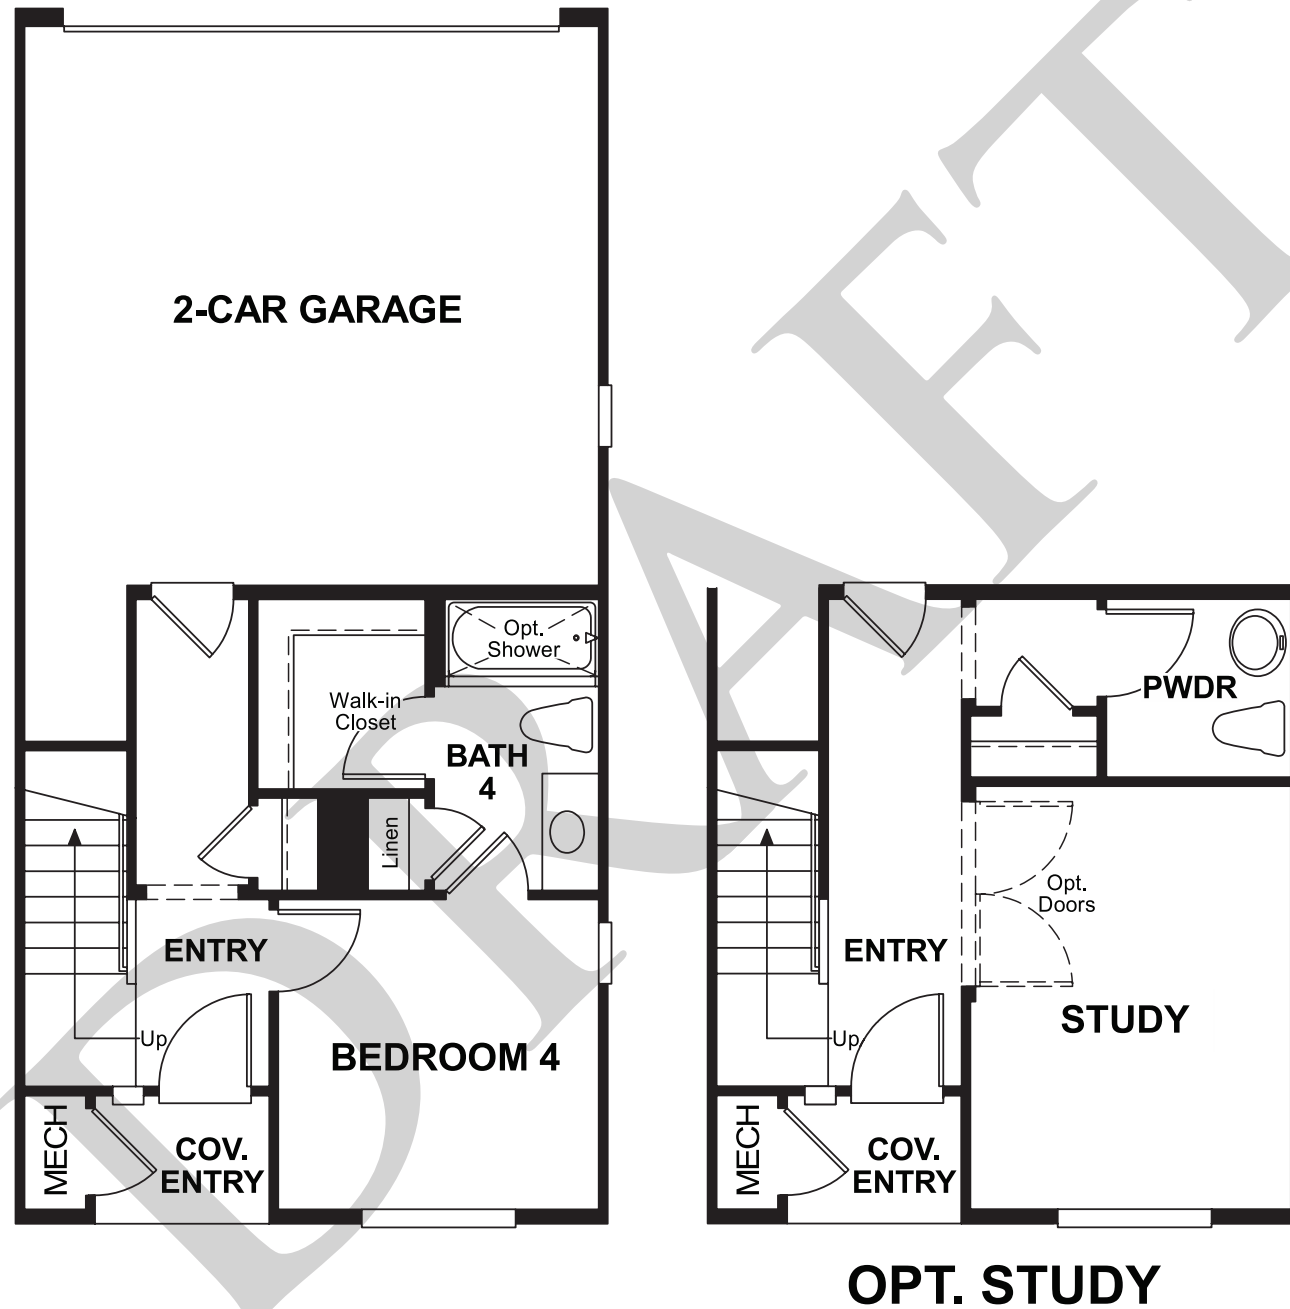 2-CAR GARAGE
Opt.
Shower
Walk-in
Closet
BATH
4
Linen
ENTRY
Up
BEDROOM 4
MECH
COV.
ENTRY
PWDR
Opt.
Doors
ENTRY
STUDY
Up
MECH
COV.
ENTRY
OPT. STUDY
DRAFT